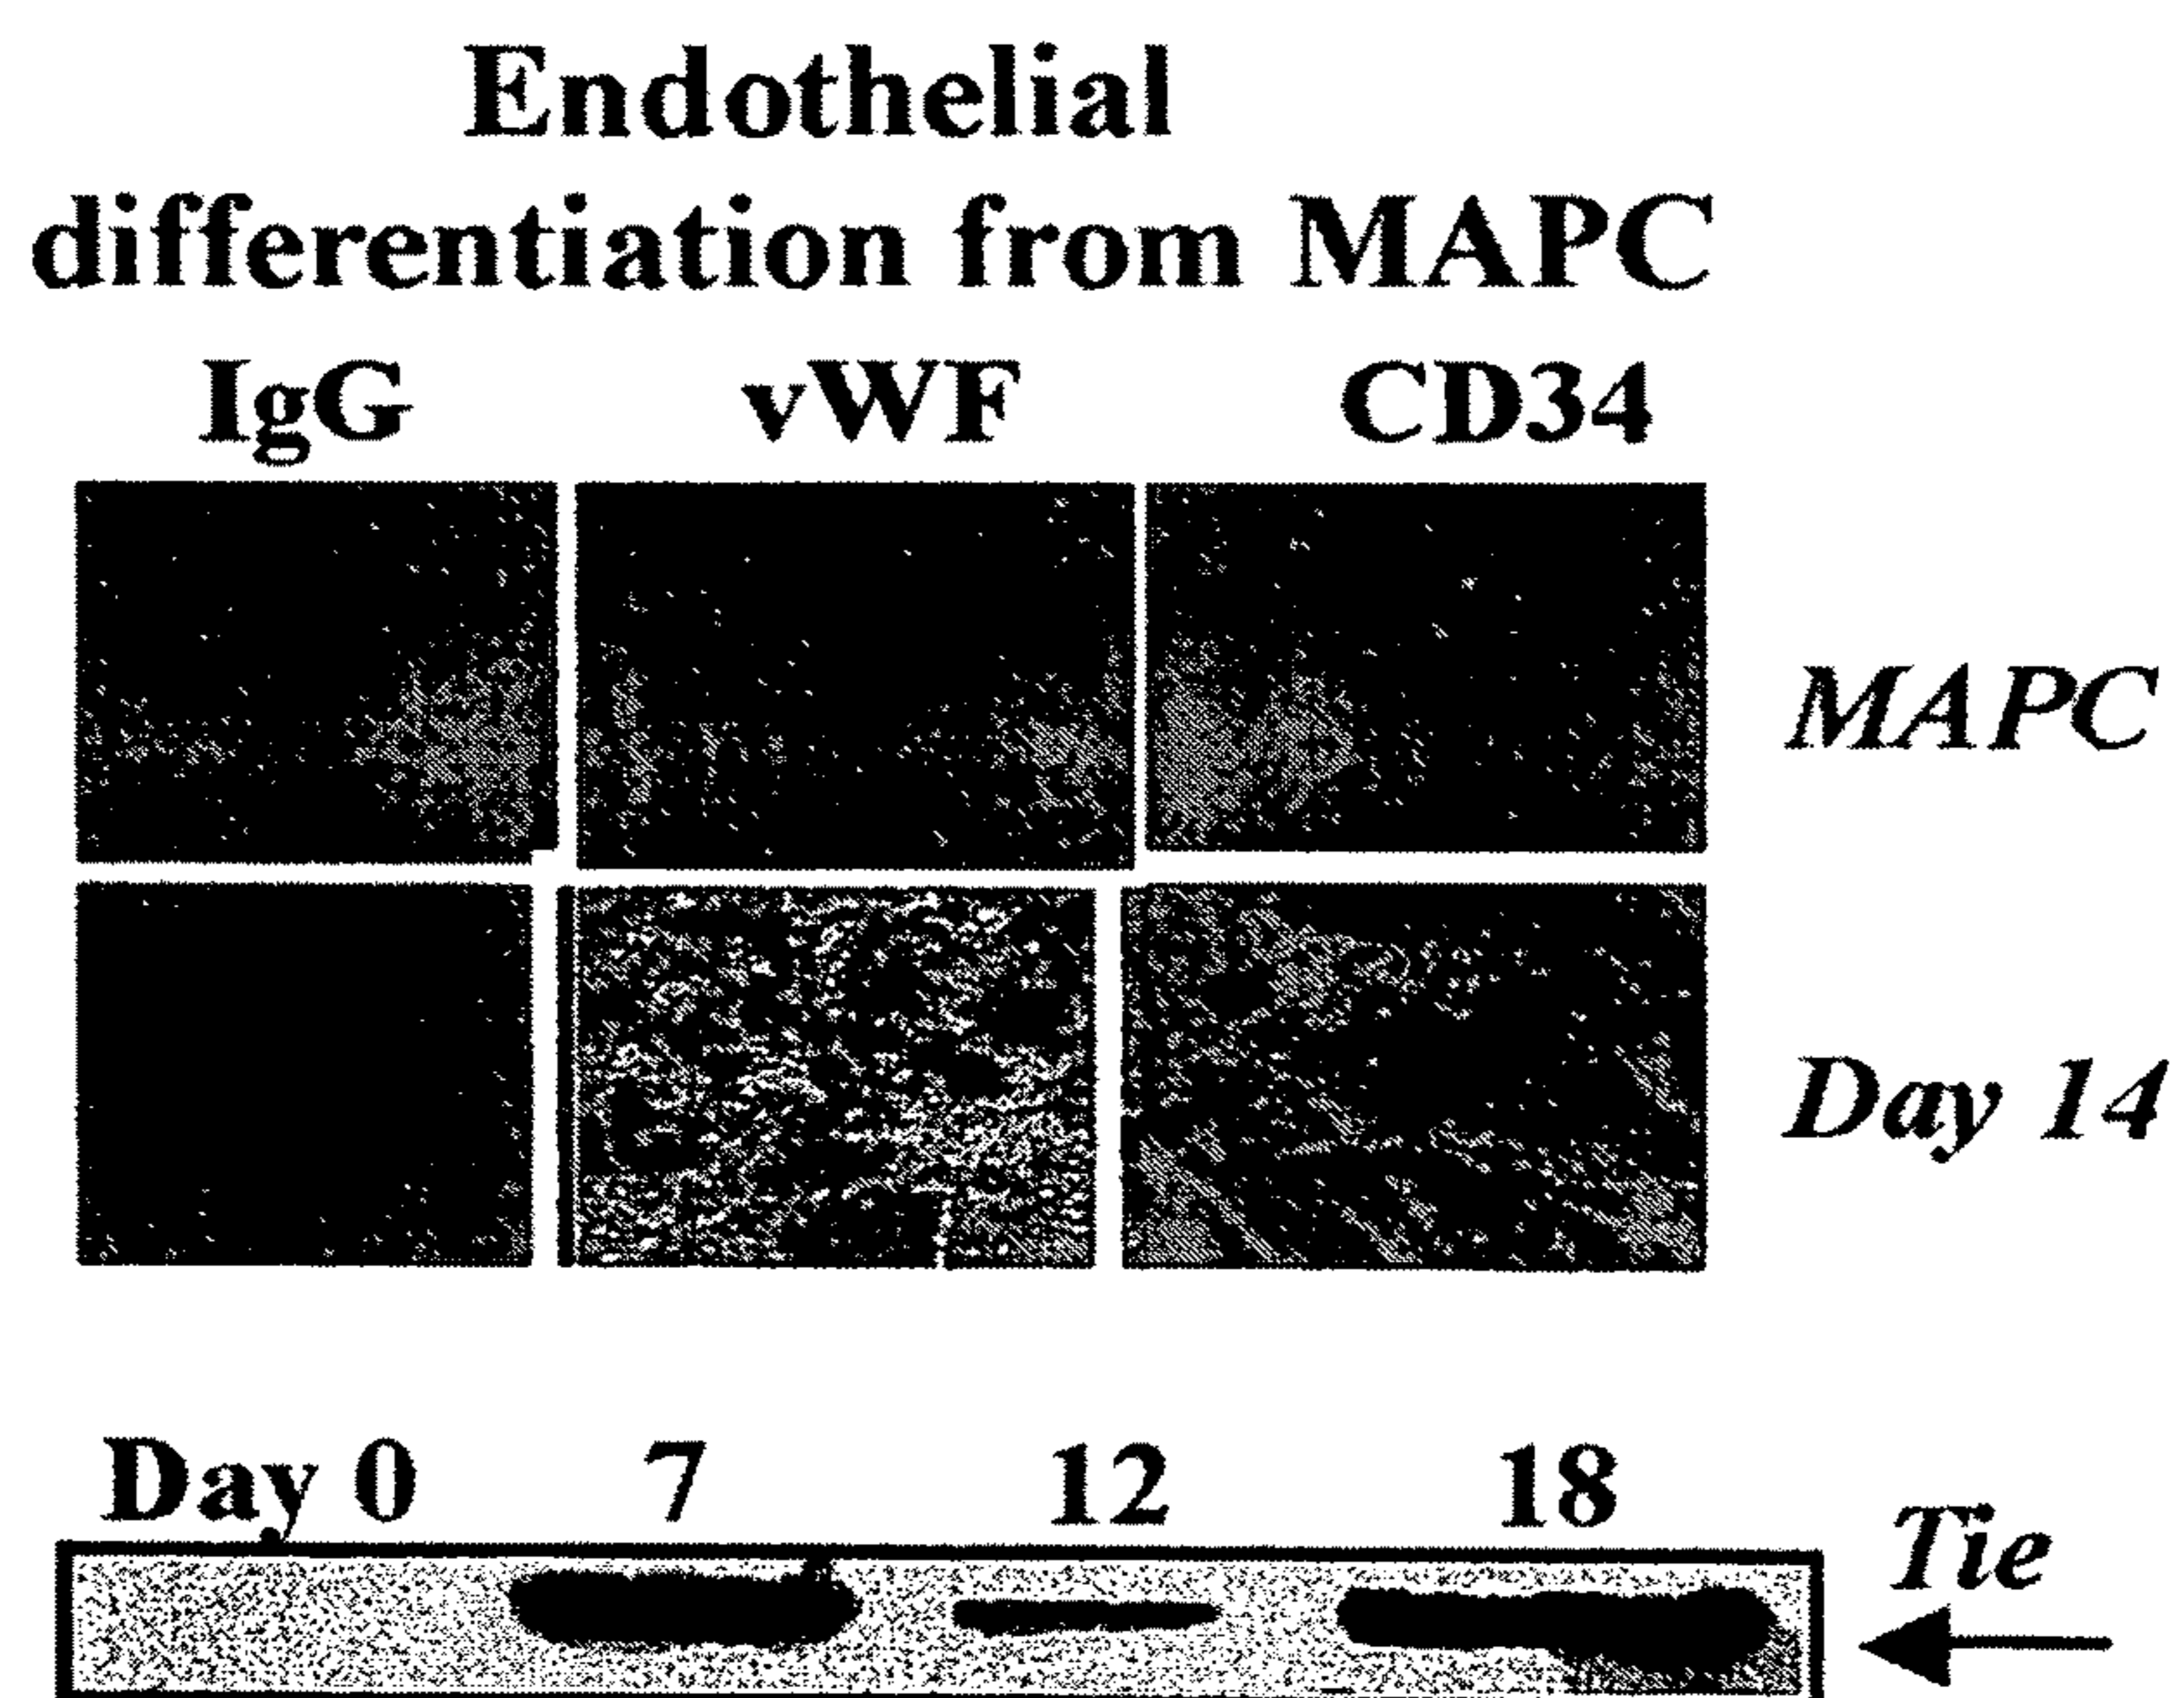 Endothelial
differentiation from MAPC
IgG vWF CD34
MAPC
Day 14
Day 0 7 12 18
Tie